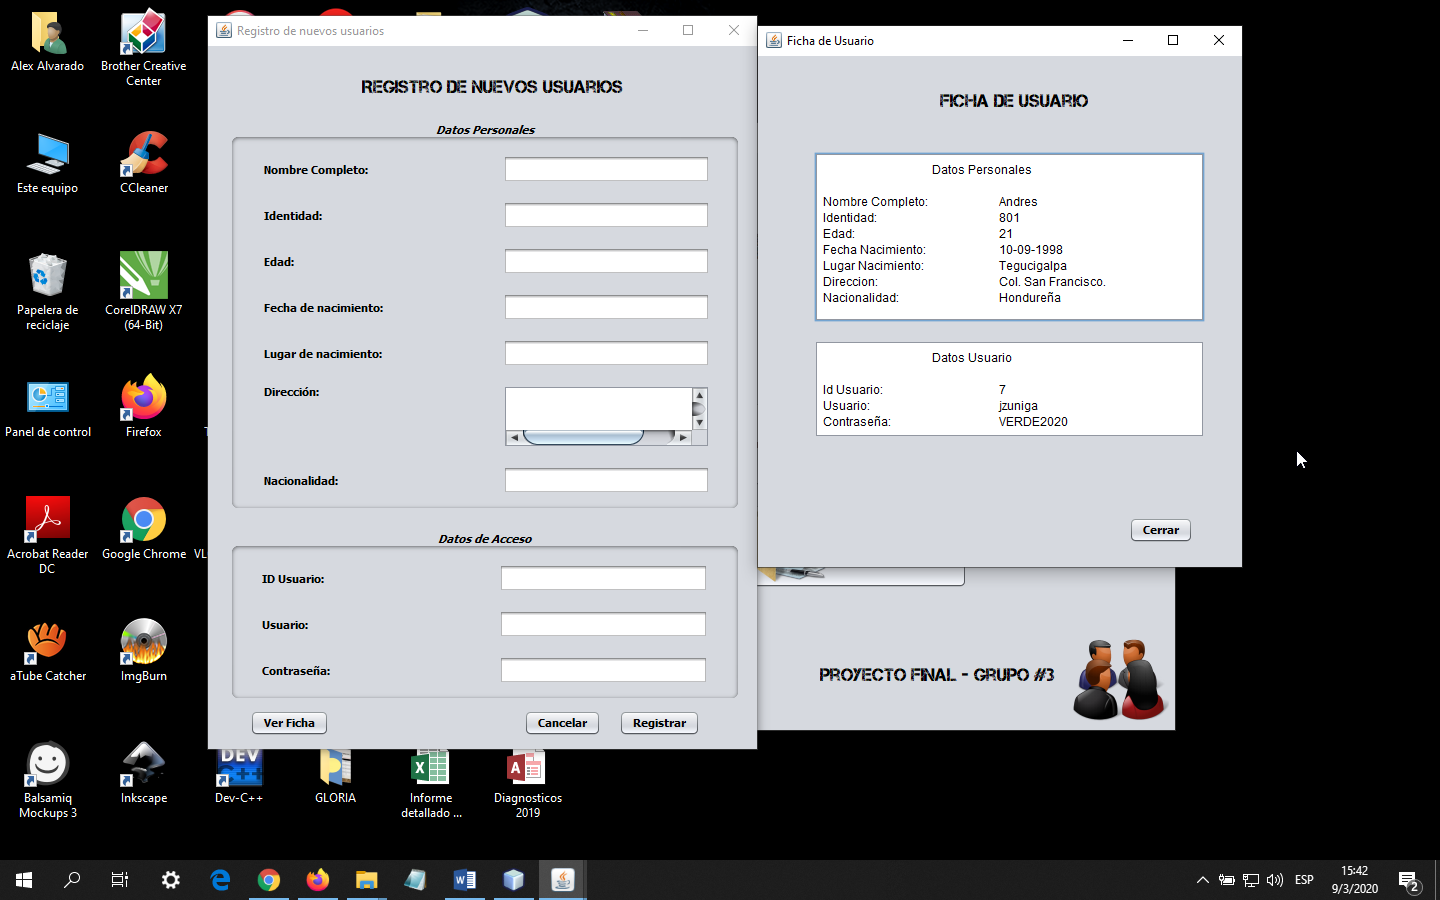 Alex Alvarado
Brother Creative
Center
Este equipo
CCleaner
Papelera de
reciclaje
CorelDRAW X7
(64-Bit)
Panel de control
Firefox
Acrobat Reader
DC
Google Chrome
VL
aTube Catcher
ImgBurn
Balsamiq
Mockups 3
Inkscape
DEV
C++
Dev-C++
GLORIA
Informe
detallado ...
Diagnosticos
2019
Registro de nuevos usuarios
REGISTRO DE NUEVOS USUARIOS
Datos Personales
Nombre Completo:
Identidad:
Edad:
Fecha de nacimiento:
Lugar de nacimiento:
Dirección:
Nacionalidad:
Datos de Acceso
ID Usuario:
Usuario:
Contraseña:
Ver Ficha
Cancelar
Registrar
Ficha de Usuario
FICHA DE USUARIO
Datos Personales
Nombre Completo: Andres
Identidad: 801
Edad: 21
Fecha Nacimiento: 10-09-1998
Lugar Nacimiento: Tegucigalpa
Direccion: Col. San Francisco.
Nacionalidad: Hondureña
Datos Usuario
Id Usuario: 7
Usuario: jzuniga
Contraseña: VERDE2020
Cerrar
PROYECTO FINAL - GRUPO #3
ESP
15:42
9/3/2020
2